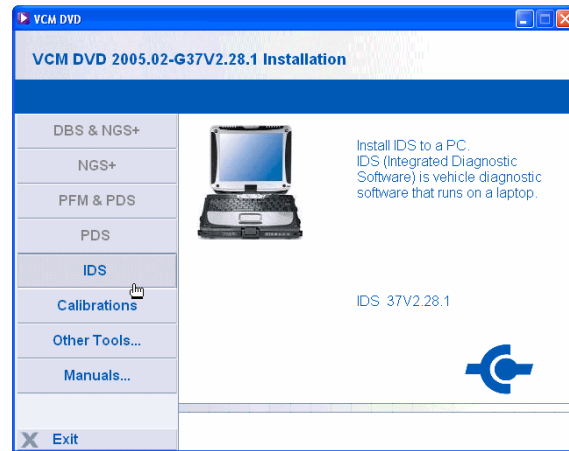 VCM DVD
VCM DVD 2005.02-G37V2.28.1 Installation
DBS & NGS+
NGS+
PFM & PDS
PDS
IDS
Calibrations
Other Tools...
Manuals...
Exit
Install IDS to a PC.
IDS (Integrated Diagnostic
Software) is vehicle diagnostic
software that runs on a laptop.
IDS 37V2.28.1